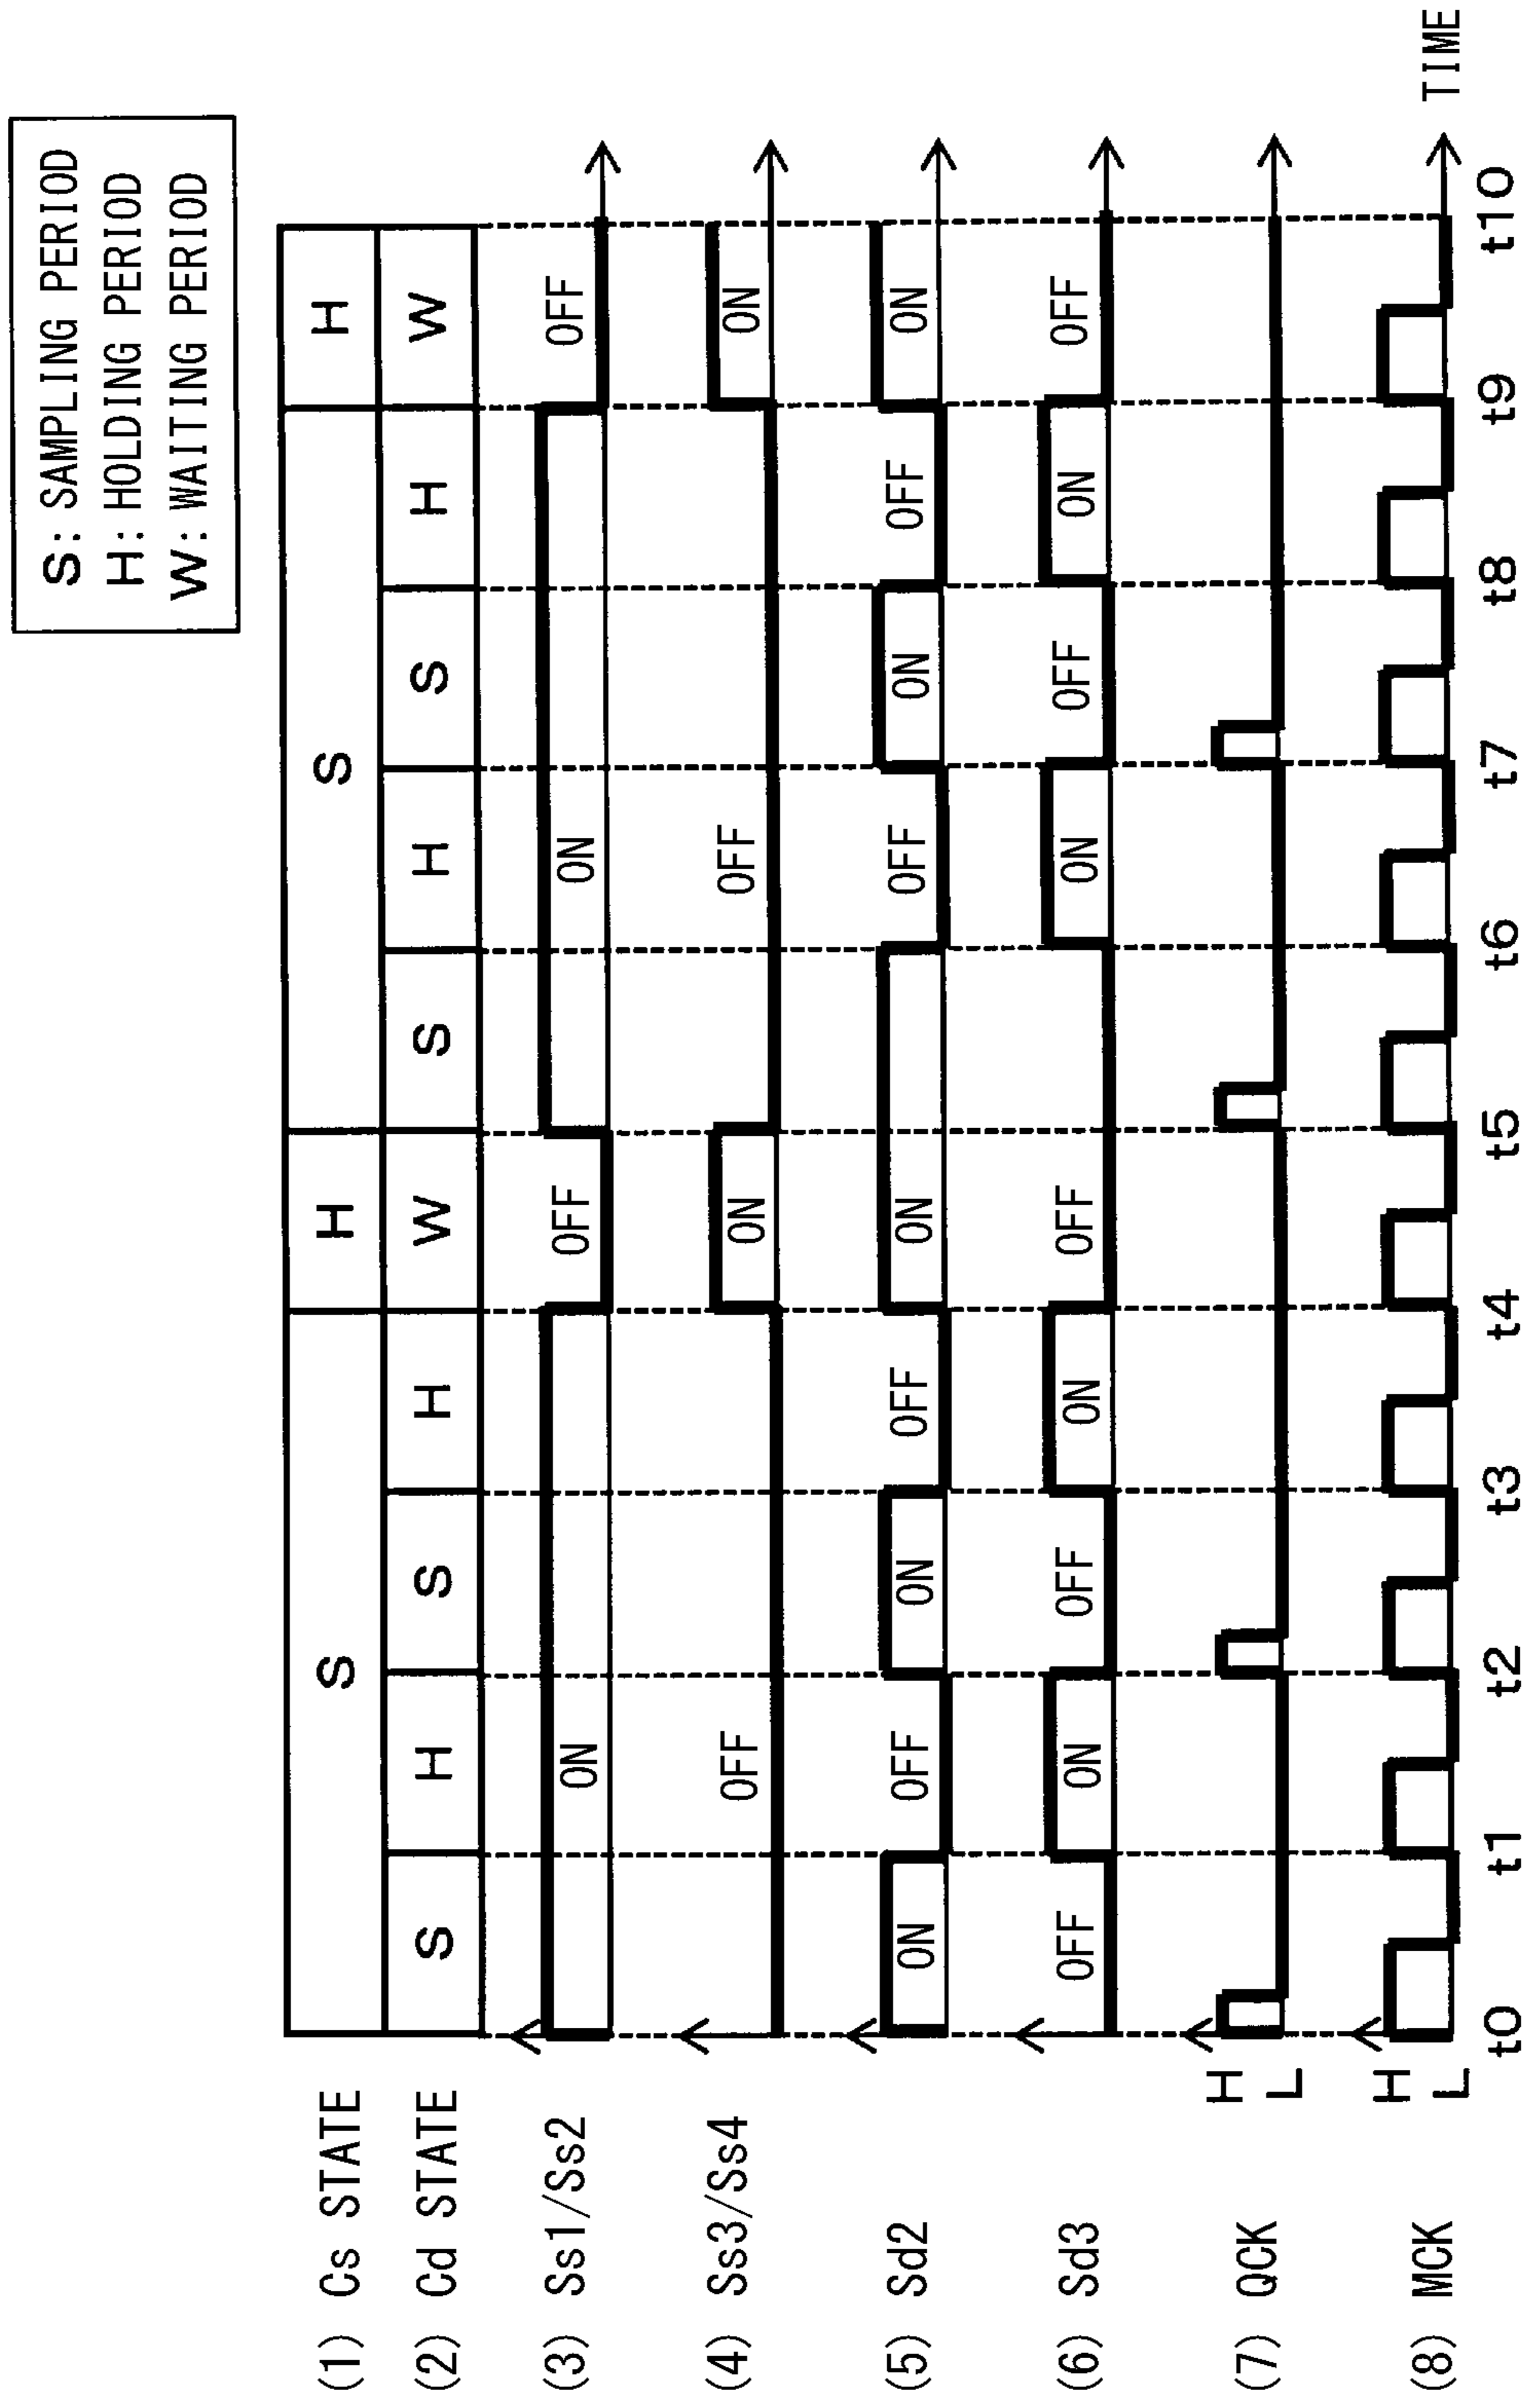 S: SAMPLING PERIOD
H: HOLDING PERIOD
W: WAITING PERIOD
(1) Cs STATE S H S H
(2) Cd STATE S H S H W S H S H W
(3) Ss1/Ss2 ON OFF ON OFF
(4) Ss3/Ss4 OFF ON OFF ON
(5) Sd2 ON OFF ON OFF ON OFF ON OFF ON
(6) Sd3 OFF ON OFF ON OFF ON OFF ON OFF
(7) QCK H
L
(8) MCK H
L
t0 t1 t2 t3 t4 t5 t6 t7 t8 t9 t10
TIME